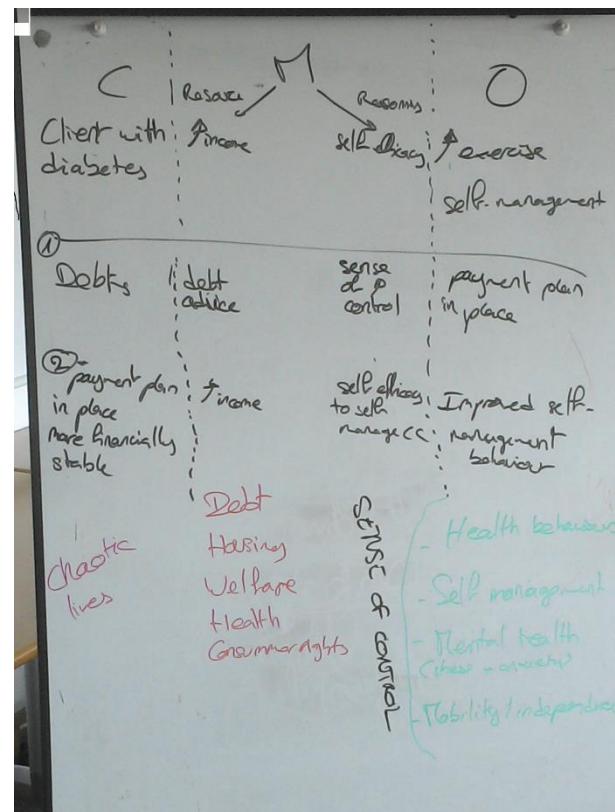 C
M
O
Resource
Reasoning
Client with
diabetes
↑ income
self efficacy
↑ exercise
self-management
①
Debts
debt
advice
sense
of
control
payment plan
in place
②
payment plan
in place
more financially
stable
↑ income
self efficacy
to self
manage CC
Improved self-
management
behaviour
chaotic
lives
Debt
Housing
Welfare
Health
Consummer rights
SENSE OF CONTROL
- Health behaviours
- Self management
- Mental health
(stress - anxiety)
- Mobility / independence